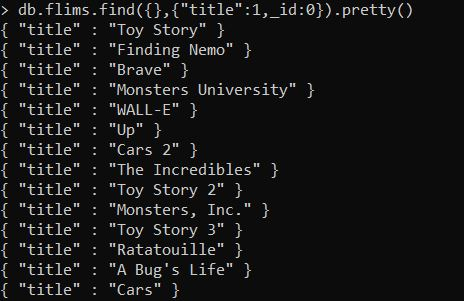 > db.flims.find({},{"title":1,_id:0}).pretty()
{ "title" : "Toy Story" }
{ "title" : "Finding Nemo" }
{ "title" : "Brave" }
{ "title" : "Monsters University" }
{ "title" : "WALL-E" }
{ "title" : "Up" }
{ "title" : "Cars 2" }
{ "title" : "The Incredibles" }
{ "title" : "Toy Story 2" }
{ "title" : "Monsters, Inc." }
{ "title" : "Toy Story 3" }
{ "title" : "Ratatouille" }
{ "title" : "A Bug's Life" }
{ "title" : "Cars" }